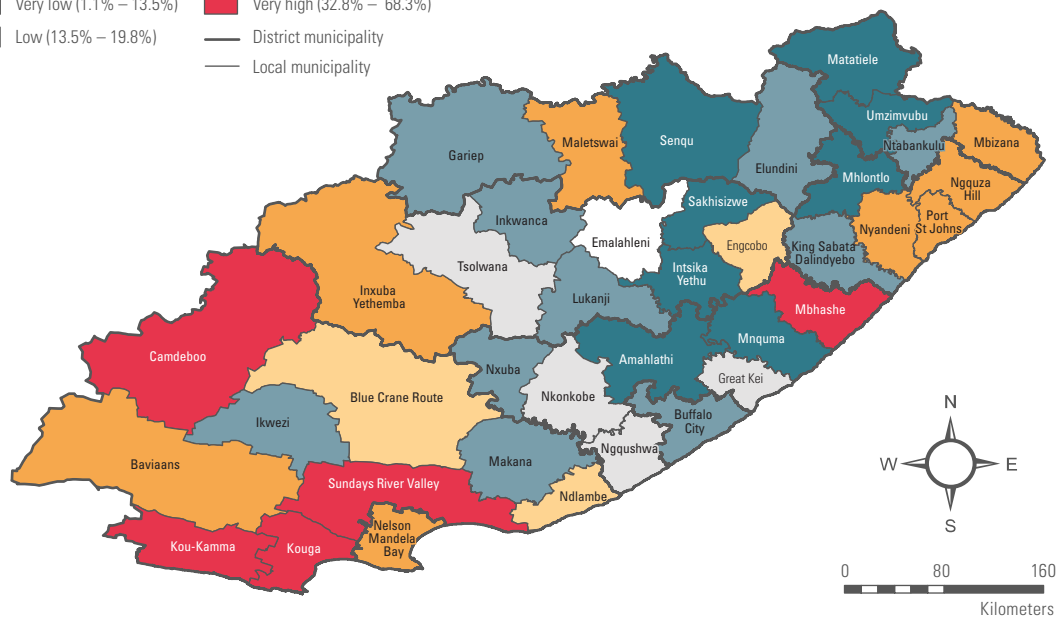 Very low (1.1% – 13.5%)
Very high (32.8% – 68.3%)
Low (13.5% – 19.8%)
District municipality
Local municipality
Matatiele
Umzimvubu
Ntabankulu
Mbizana
Maletswai
Senqu
Gariep
Elundini
Mhlontlo
Ngquza
Hill
Sakhisizwe
Port
St Johns
Inkwanca
Emalahleni
Engcobo
King Sabata
Dalindyebo
Nyandeni
Tsolwana
Intsika
Yethu
Inxuba
Yethemba
Lukanji
Mbhashe
Mnquma
Camdeboo
Amahlathi
Nxuba
Great Kei
Blue Crane Route
Nkonkobe
Buffalo
City
Ikwezi
Ngqushwa
Baviaans
Makana
Sundays River Valley
Ndlambe
Nelson
Mandela
Bay
Kou-Kamma
Kouga
N
W
E
S
0
80
160
Kilometers